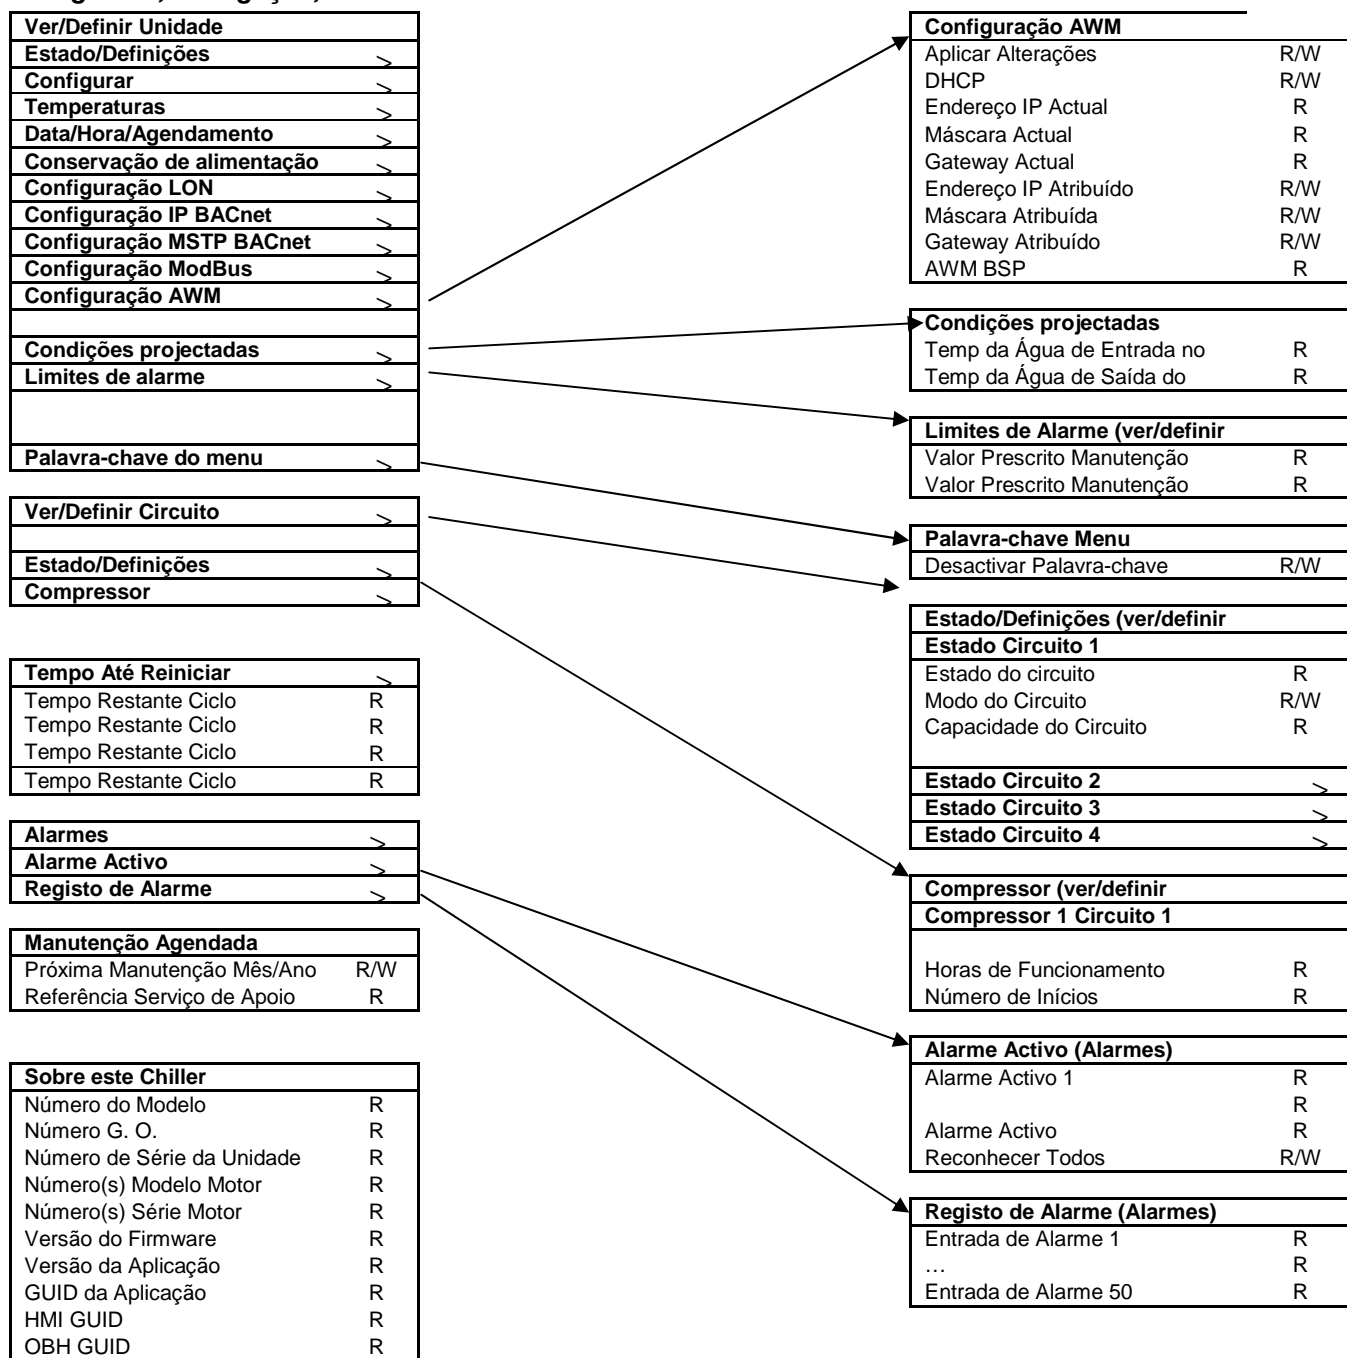 Ver/Definir Unidade
Estado/Definições >
Configurar >
Temperaturas >
Data/Hora/Agendamento >
Conservação de alimentação >
Configuração LON >
Configuração IP BACnet >
Configuração MSTP BACnet >
Configuração ModBus >
Configuração AWM >
Condições projectadas >
Limites de alarme >
Palavra-chave do menu >
Ver/Definir Circuito >
Estado/Definições >
Compressor >
Tempo Até Reiniciar >
Tempo Restante Ciclo R
Tempo Restante Ciclo R
Tempo Restante Ciclo R
Tempo Restante Ciclo R
Alarmes >
Alarme Activo >
Registo de Alarme >
Manutenção Agendada
Próxima Manutenção Mês/Ano R/W
Referência Serviço de Apoio R
Sobre este Chiller
Número do Modelo R
Número G. O. R
Número de Série da Unidade R
Número(s) Modelo Motor R
Número(s) Série Motor R
Versão do Firmware R
Versão da Aplicação R
GUID da Aplicação R
HMI GUID R
OBH GUID R
Configuração AWM
Aplicar Alterações R/W
DHCP R/W
Endereço IP Actual R
Máscara Actual R
Gateway Actual R
Endereço IP Atribuído R/W
Máscara Atribuída R/W
Gateway Atribuído R/W
AWM BSP R
Condições projectadas
Temp da Água de Entrada no R
Temp da Água de Saída do R
Limites de Alarme (ver/definir
Valor Prescrito Manutenção R
Valor Prescrito Manutenção R
Palavra-chave Menu
Desactivar Palavra-chave R/W
Estado/Definições (ver/definir
Estado Circuito 1
Estado do circuito R
Modo do Circuito R/W
Capacidade do Circuito R
Estado Circuito 2 >
Estado Circuito 3 >
Estado Circuito 4 >
Compressor (ver/definir
Compressor 1 Circuito 1
Horas de Funcionamento R
Número de Inícios R
Alarme Activo (Alarmes)
Alarme Activo 1 R
R
Alarme Activo R
Reconhecer Todos R/W
Registo de Alarme (Alarmes)
Entrada de Alarme 1 R
… R
Entrada de Alarme 50 R